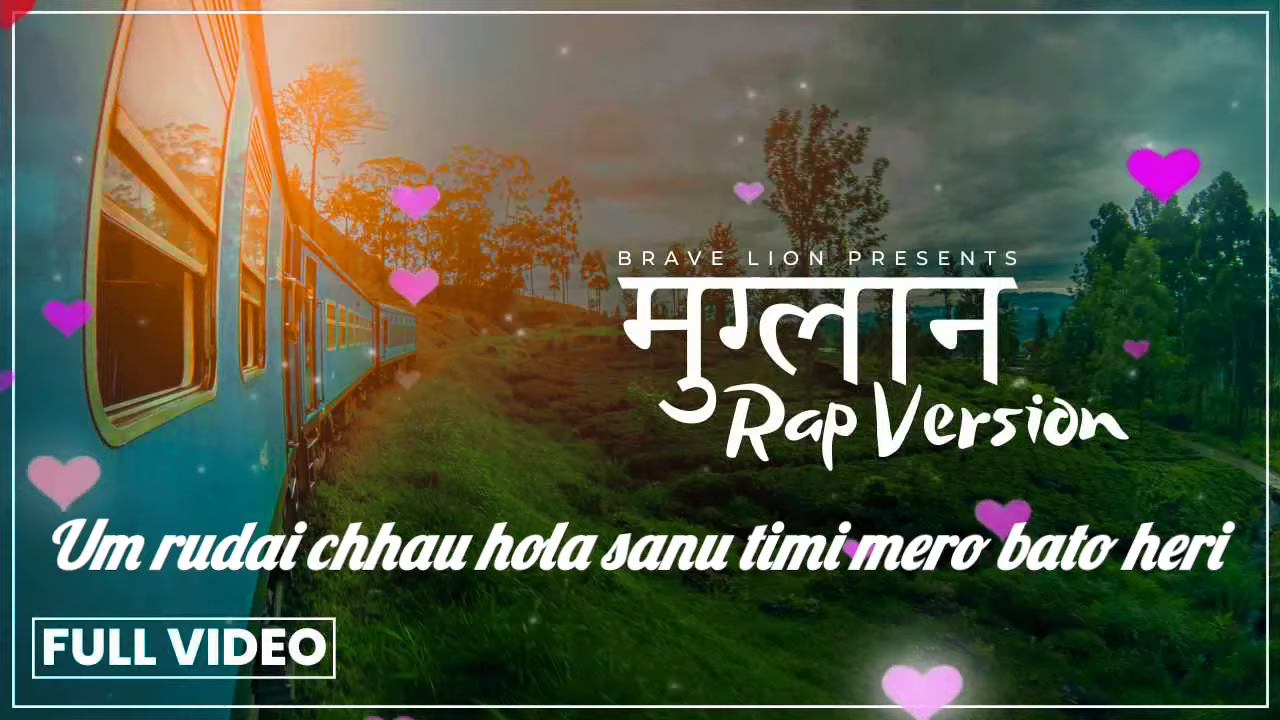 BRAVE LION PRESENTS
मुग्लान
Rap Version
Um rudai chhau hola sanu timi mero bato heri
FULL VIDEO